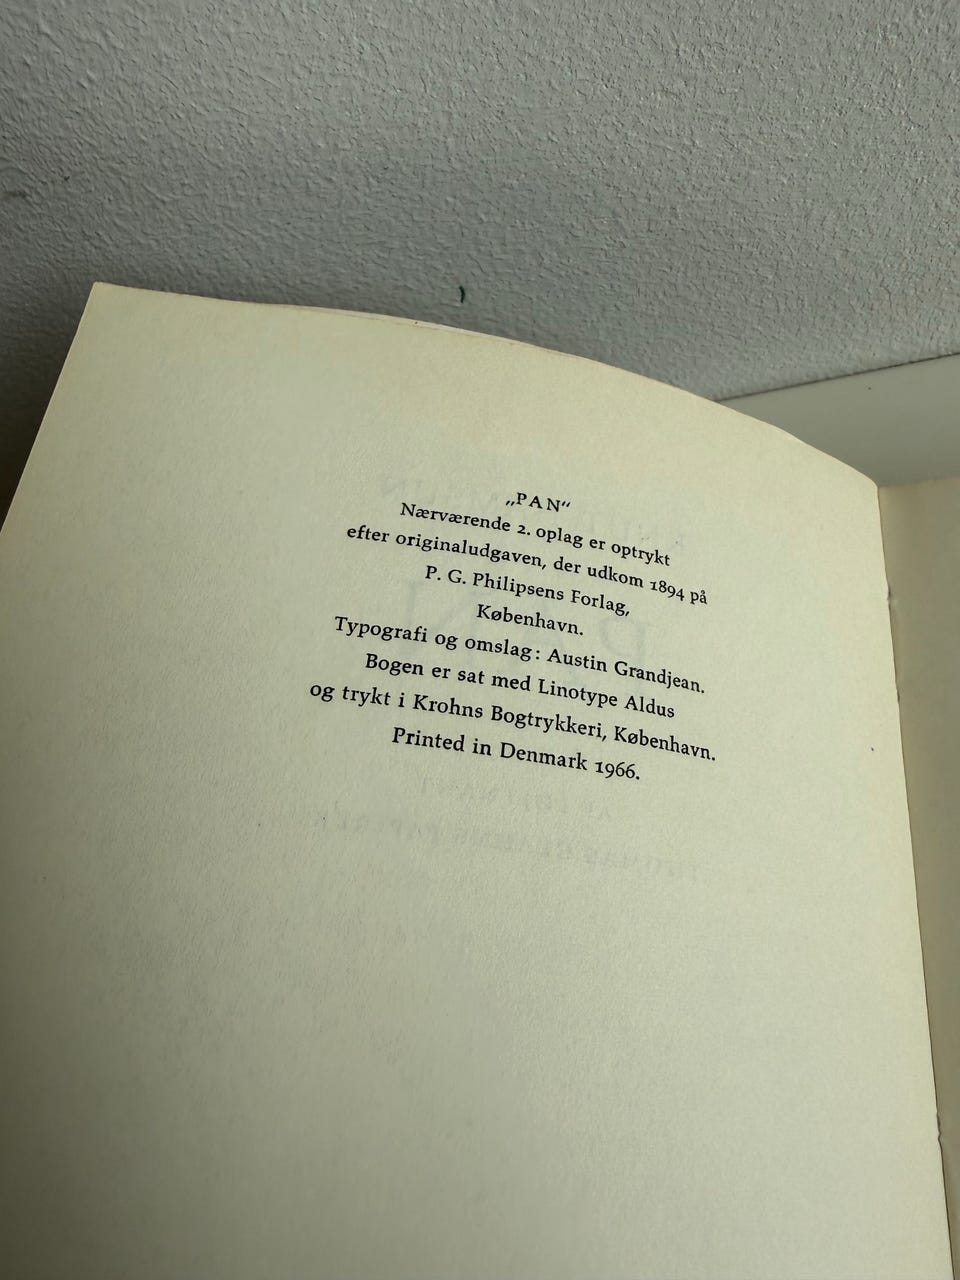 „PAN“
Nærværende 2. oplag er optrykt
efter originaludgaven, der udkom 1894 på
P. G. Philipsens Forlag,
København.
Typografi og omslag: Austin Grandjean.
Bogen er sat med Linotype Aldus
og trykt i Krohns Bogtrykkeri, København.
Printed in Denmark 1966.